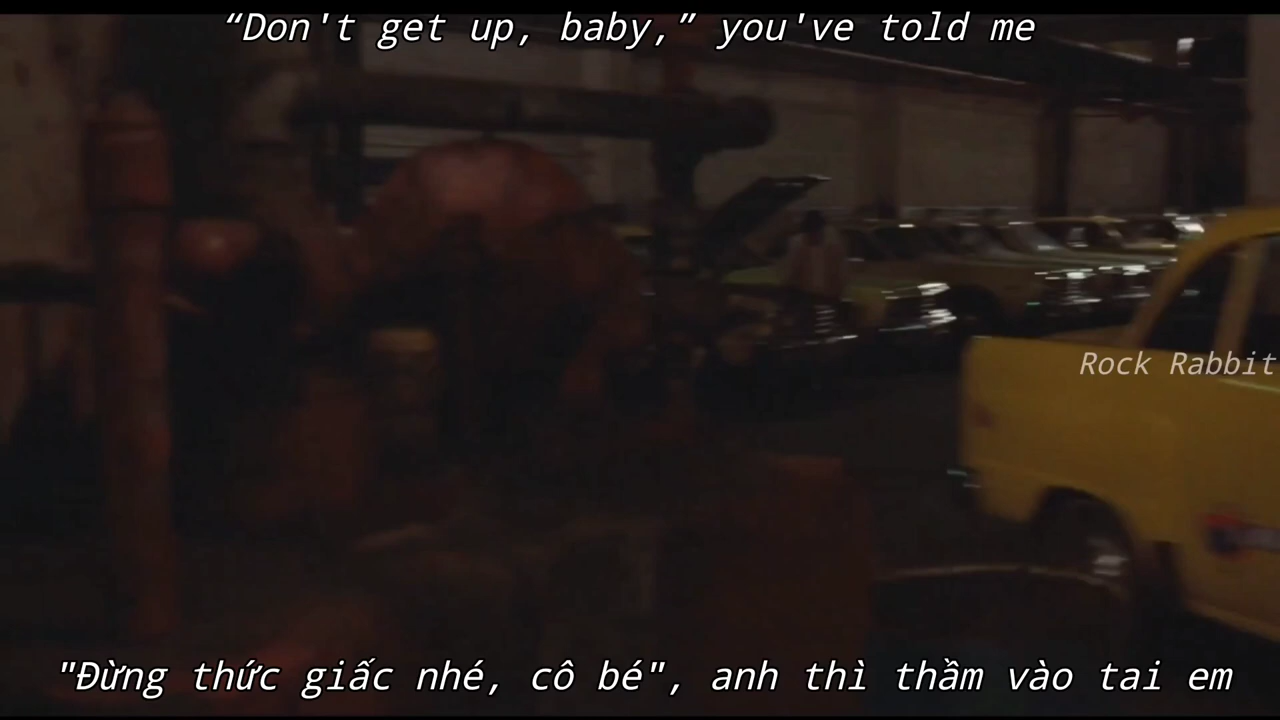 “Don't get up, baby,” you've told me
Rock Rabbit
"Đừng thức giấc nhé, cô bé", anh thì thầm vào tai em